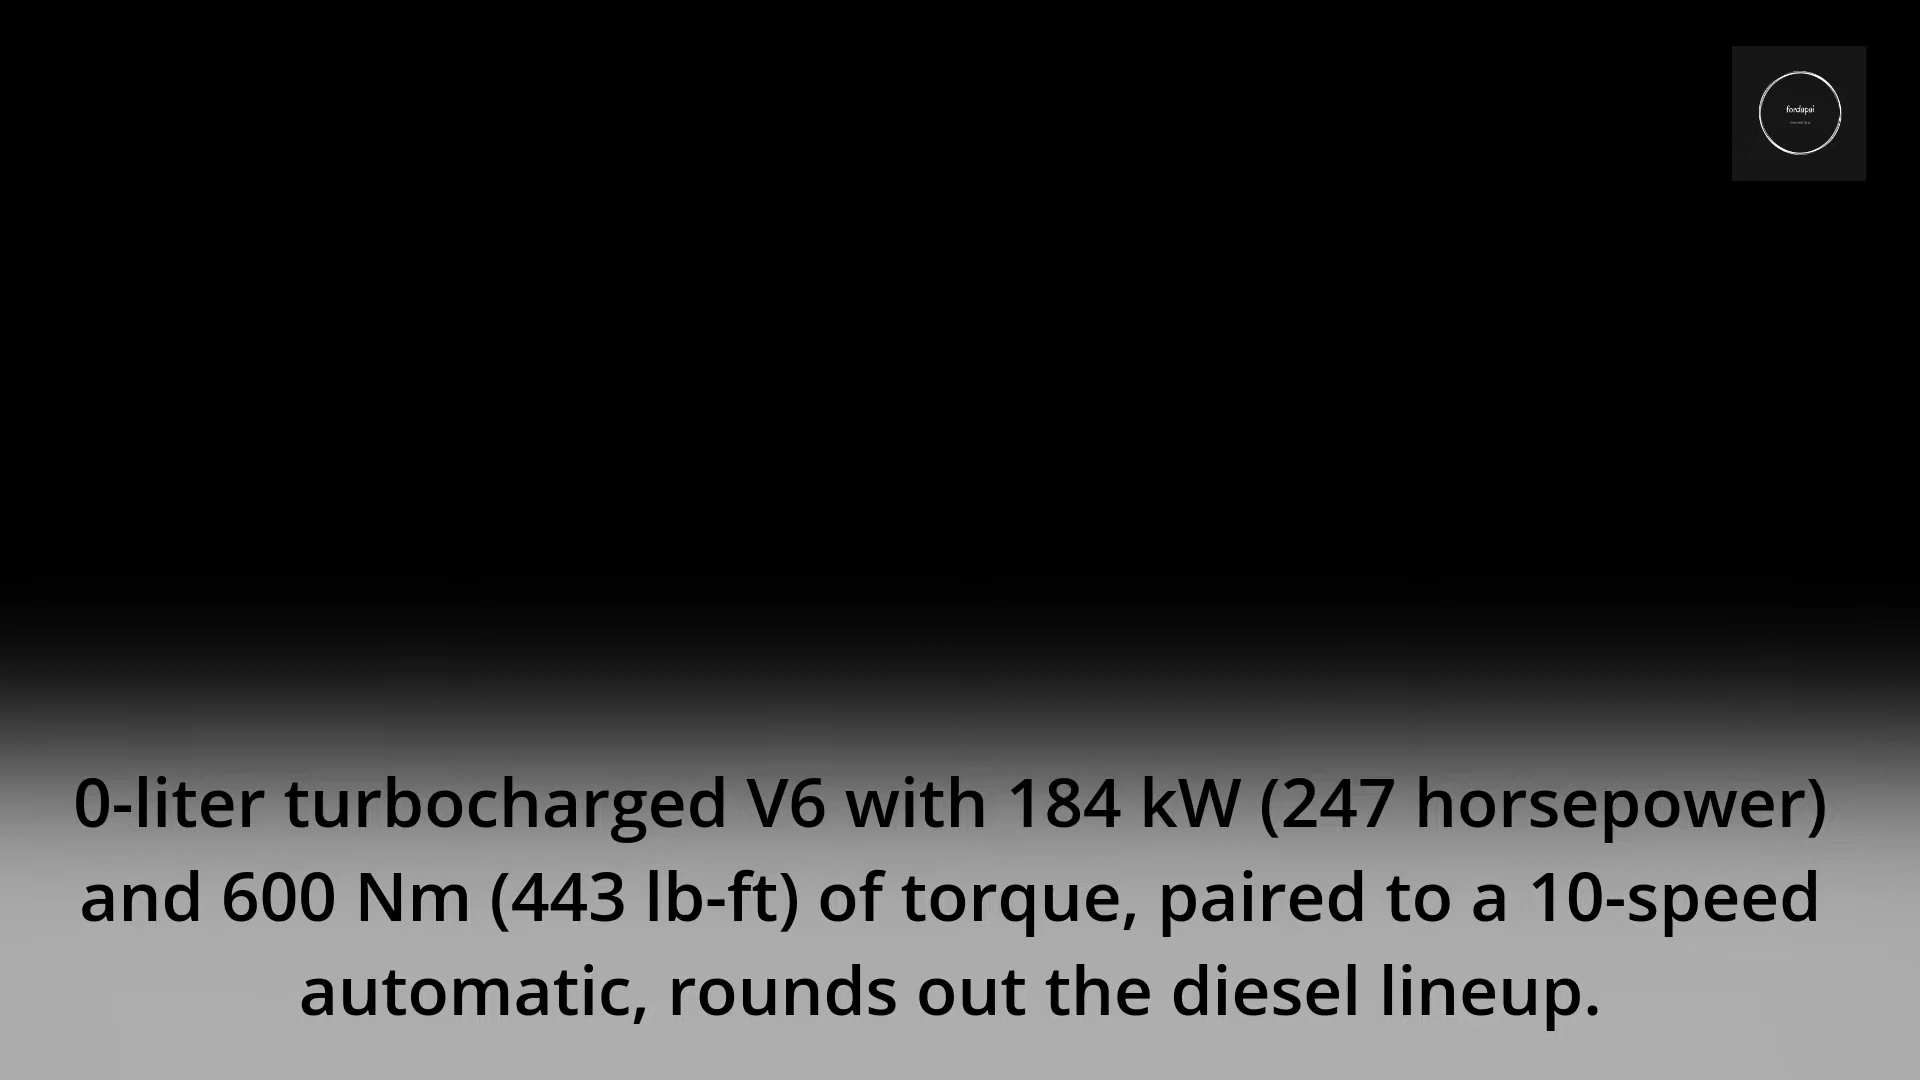 fordapai
0-liter turbocharged V6 with 184 kW (247 horsepower)
and 600 Nm (443 lb-ft) of torque, paired to a 10-speed
automatic, rounds out the diesel lineup.